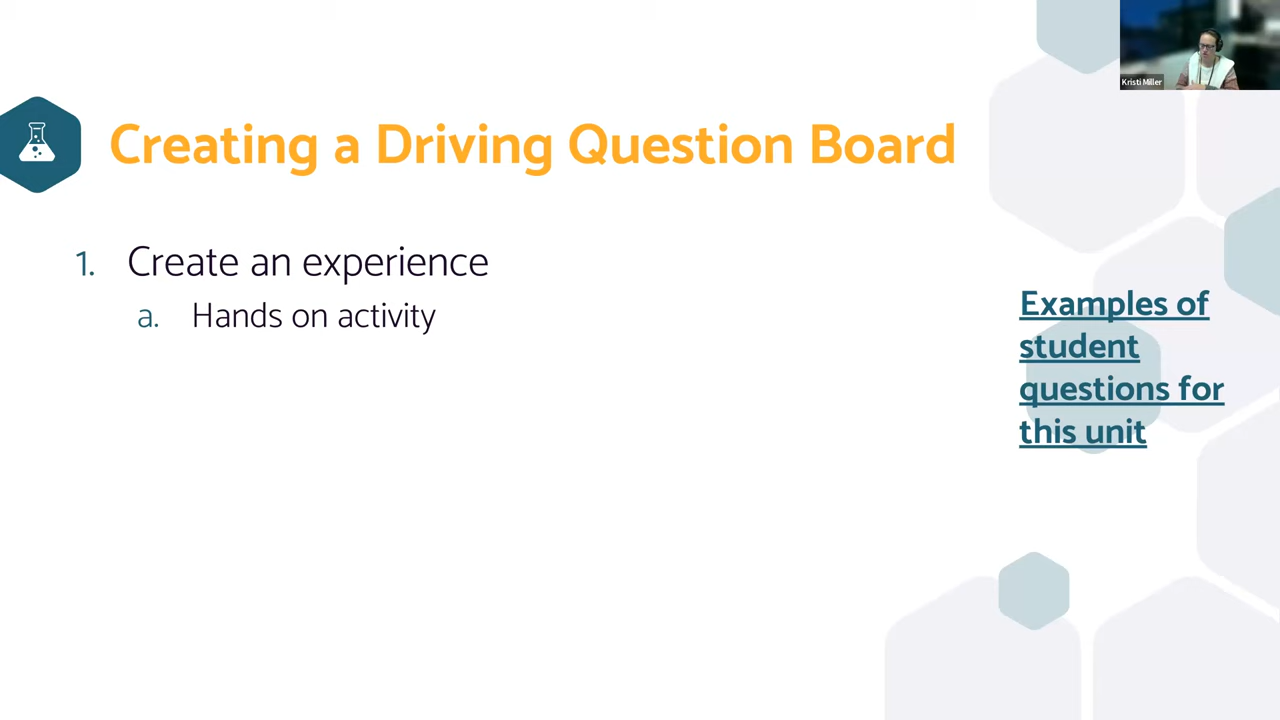 Kristi Miller
Creating a Driving Question Board
1. Create an experience
a. Hands on activity
Examples of
student
questions for
this unit